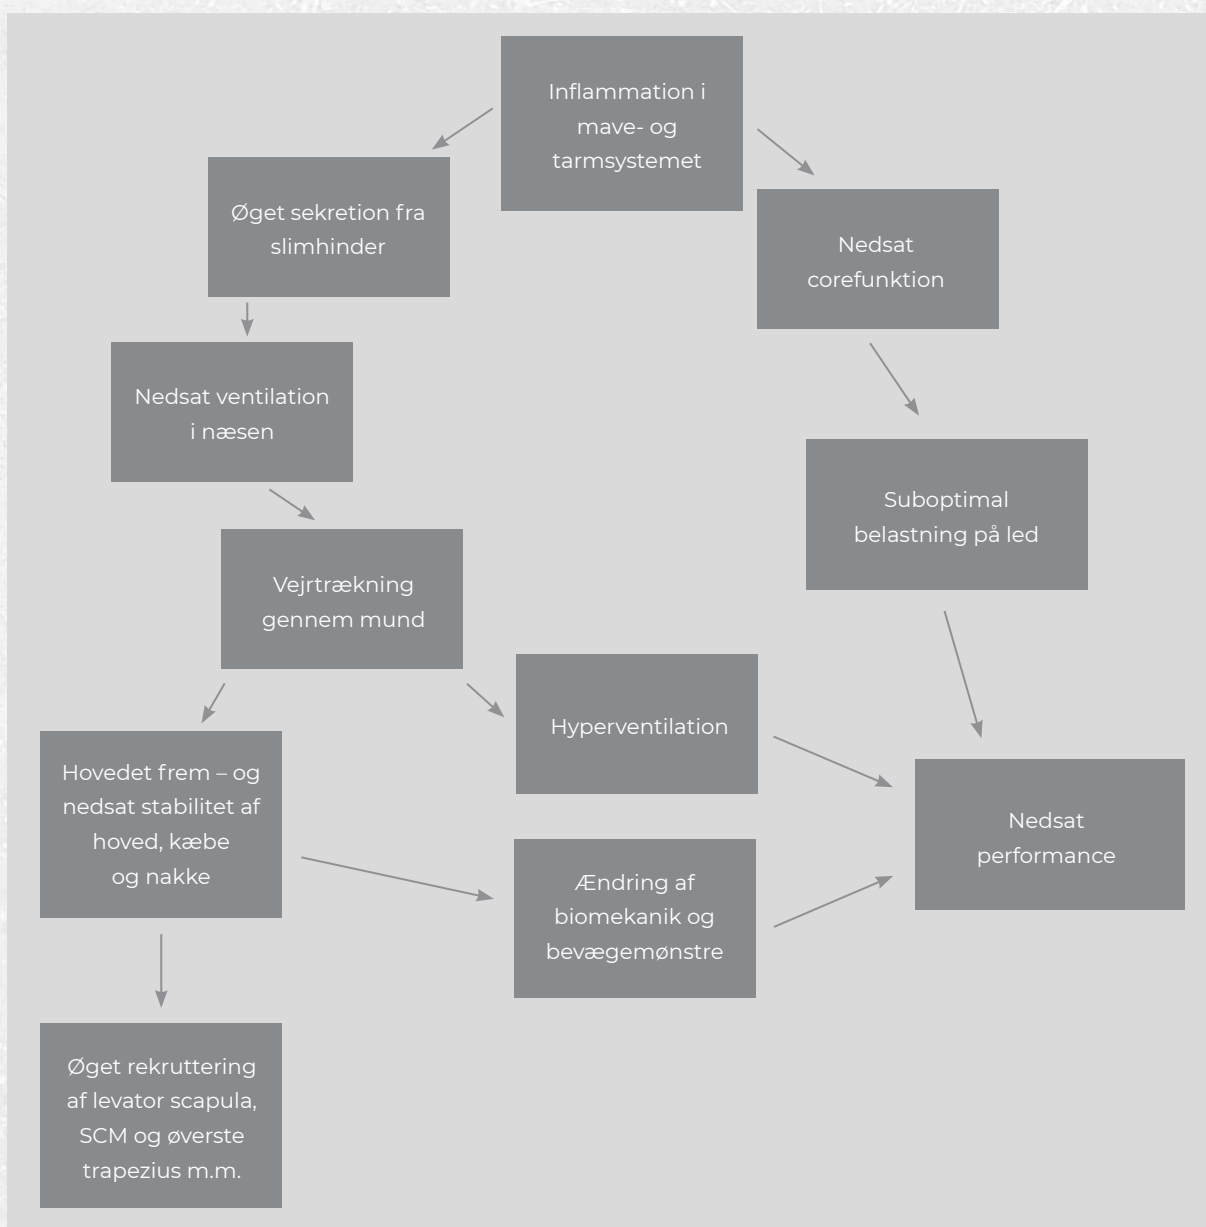 Inflammation i
mave- og
tarmsystemet
Øget sekretion fra
slimhinder
Nedsat
corefunktion
Nedsat ventilation
i næsen
Suboptimal
belastning på led
Vejrtrækning
gennem mund
Hyperventilation
Hovedet frem – og
nedsat stabilitet af
hoved, kæbe
og nakke
Nedsat
performance
Ændring af
biomekanik og
bevægemønstre
Øget rekruttering
af levator scapula,
SCM og øverste
trapezius m.m.